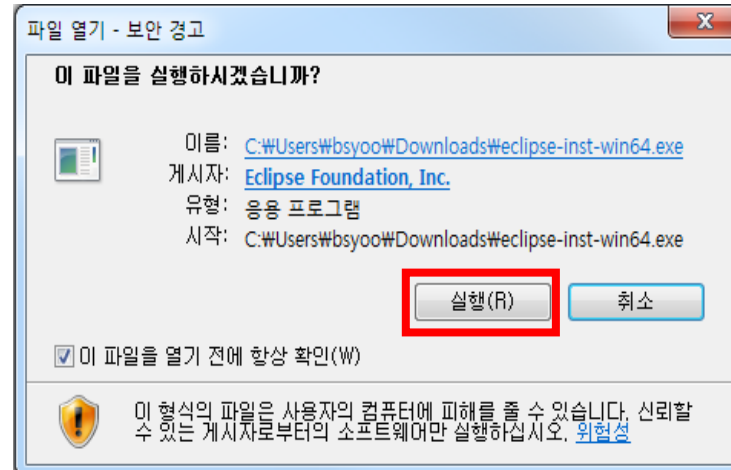 파일 열기 - 보안 경고
이 파일을 실행하시겠습니까?
이름: C:₩Users₩bsyoo₩Downloads₩eclipse-inst-win64.exe
게시자: Eclipse Foundation, Inc.
유형: 응용 프로그램
시작: C:₩Users₩bsyoo₩Downloads₩eclipse-inst-win64.exe
실행(R) 취소
이 파일을 열기 전에 항상 확인(W)
이 형식의 파일은 사용자의 컴퓨터에 피해를 줄 수 있습니다. 신뢰할
수 있는 게시자로부터의 소프트웨어만 실행하십시오. 위험성